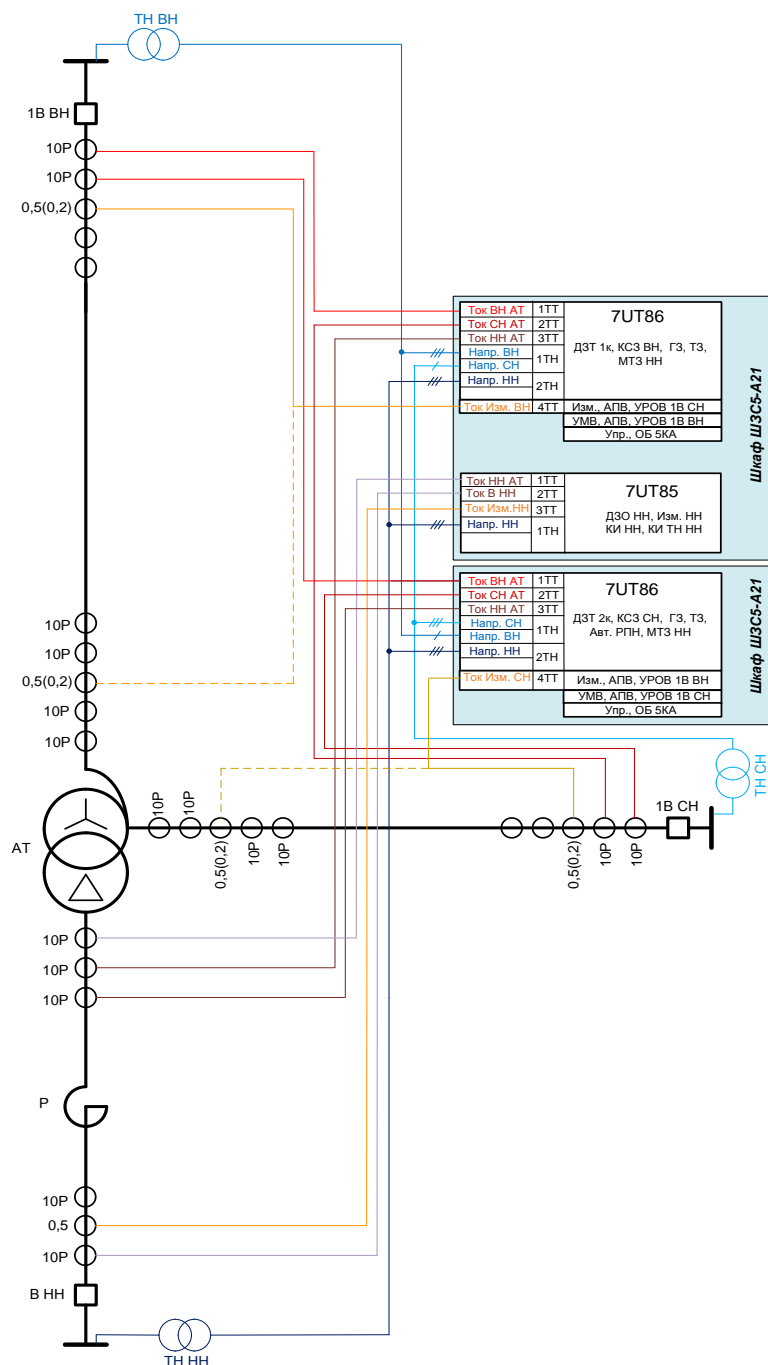 ТН ВН
1В ВН
10Р
10Р
0,5(0,2)
Ток ВН АТ 1ТТ
Ток СН АТ 2ТТ
Ток НН АТ 3ТТ
Напр. ВН 1ТН
Напр. СН
Напр. НН 2ТН
Ток Изм. ВН 4ТТ
7UT86
ДЗТ 1к, КСЗ ВН, ГЗ, ТЗ,
МТЗ НН
Изм., АПВ, УРОВ 1В СН
УМВ, АПВ, УРОВ 1В ВН
Упр., ОБ 5КА
Шкаф ШЗС5-А21
Ток НН АТ 1ТТ
Ток В НН 2ТТ
Ток Изм.НН 3ТТ
Напр. НН 1ТН
7UT85
ДЗО НН, Изм. НН
КИ НН, КИ ТН НН
Ток ВН АТ 1ТТ
Ток СН АТ 2ТТ
Ток НН АТ 3ТТ
Напр. СН 1ТН
Напр. ВН
Напр. НН 2ТН
Ток Изм. СН 4ТТ
7UT86
ДЗТ 2к, КСЗ СН, ГЗ, ТЗ,
Авт. РПН, МТЗ НН
Изм., АПВ, УРОВ 1В ВН
УМВ, АПВ, УРОВ 1В СН
Упр., ОБ 5КА
Шкаф ШЗС5-А21
10Р
10Р
0,5(0,2)
10Р
10Р
АТ
10Р
10Р
0,5(0,2)
10Р
10Р
0,5(0,2)
10Р
10Р
1В СН
ТН СН
10Р
10Р
10Р
Р
10Р
0,5
10Р
В НН
ТН НН